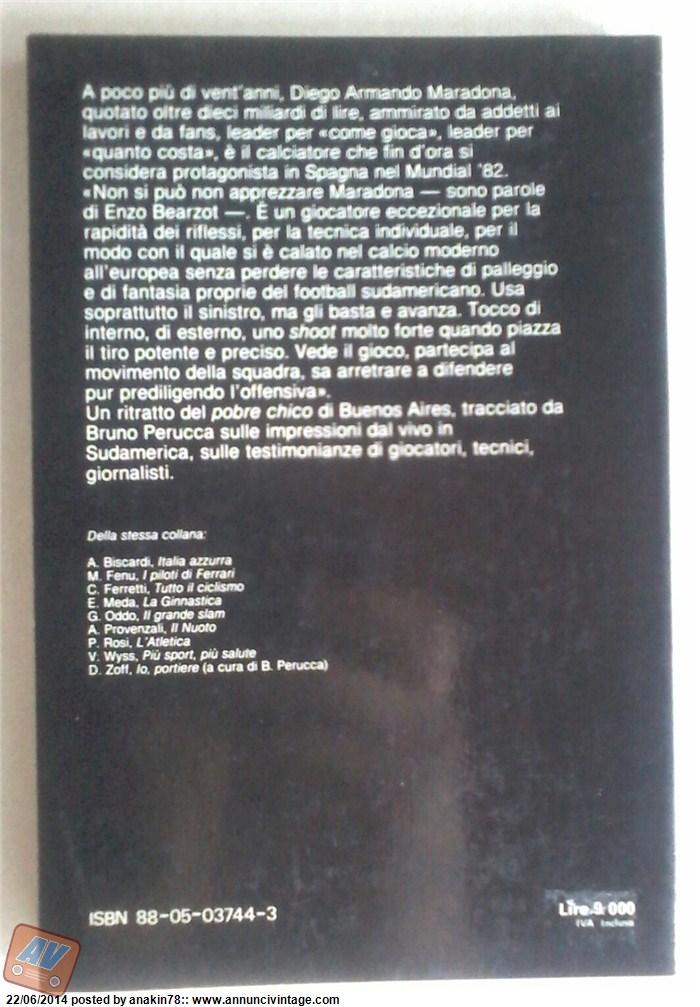 A poco più di vent'anni, Diego Armando Maradona,
quotato oltre dieci miliardi di lire, ammirato da addetti ai
lavori e da fans, leader per «come gioca», leader per
«quanto costa», è il calciatore che fin d'ora si
considera protagonista in Spagna nel Mundial '82.
«Non si può non apprezzare Maradona — sono parole
di Enzo Bearzot —. È un giocatore eccezionale per la
rapidità dei riflessi, per la tecnica individuale, per il
modo con il quale si è calato nel calcio moderno
all'europea senza perdere le caratteristiche di palleggio
e di fantasia proprie del football sudamericano. Usa
soprattutto il sinistro, ma gli basta e avanza. Tocco di
interno, di esterno, uno shoot molto forte quando piazza
il tiro potente e preciso. Vede il gioco, partecipa al
movimento della squadra, sa arretrare a difendere
pur prediligendo l'offensiva».
Un ritratto del pobre chico di Buenos Aires, tracciato da
Bruno Perucca sulle impressioni dal vivo in
Sudamerica, sulle testimonianze di giocatori, tecnici,
giornalisti.
Della stessa collana:
A. Biscardi, Italia azzurra
M. Fenu, I piloti di Ferrari
C. Ferretti, Tutto il ciclismo
E. Meda, La Ginnastica
G. Oddo, Il grande slam
A. Provenzali, Il Nuoto
P. Rosi, L'Atletica
V. Wyss, Più sport, più salute
D. Zoff, Io, portiere (a cura di B. Perucca)
ISBN 88-05-03744-3
Lire 9.000
IVA inclusa
AV
22/06/2014 posted by anakin78:: www.annuncivintage.com